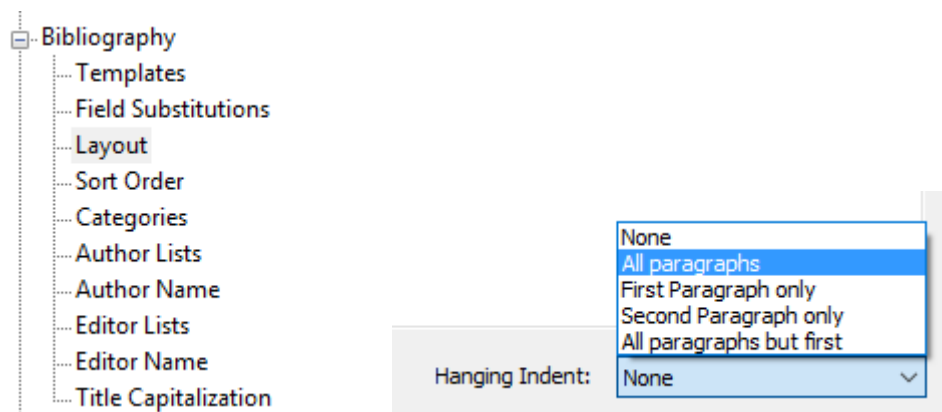 Bibliography
Templates
Field Substitutions
Layout
Sort Order
Categories
Author Lists
Author Name
Editor Lists
Editor Name
Title Capitalization
None
All paragraphs
First Paragraph only
Second Paragraph only
All paragraphs but first
Hanging Indent: None